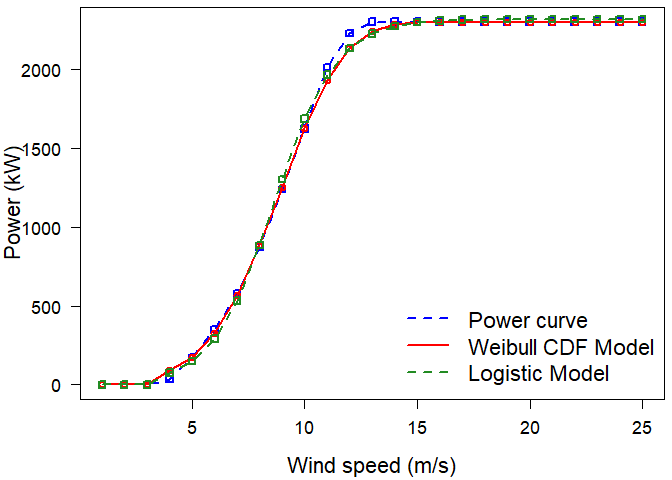 Power (kW)
2000
1500
1000
500
0
5
10
15
20
25
Wind speed (m/s)
Power curve
Weibull CDF Model
Logistic Model